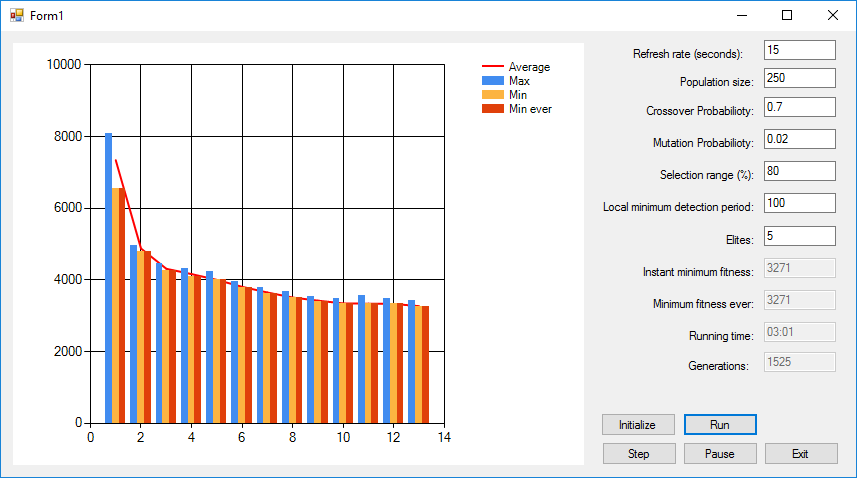 Form1
10000
8000
6000
4000
2000
0
0 2 4 6 8 10 12 14
Average
Max
Min
Min ever
Refresh rate (seconds): 15
Population size: 250
Crossover Probabilioty: 0.7
Mutation Probabilioty: 0.02
Selection range (%): 80
Local minimum detection period: 100
Elites: 5
Instant minimum fitness: 3271
Minimum fitness ever: 3271
Running time: 03:01
Generations: 1525
Initialize Run
Step Pause Exit